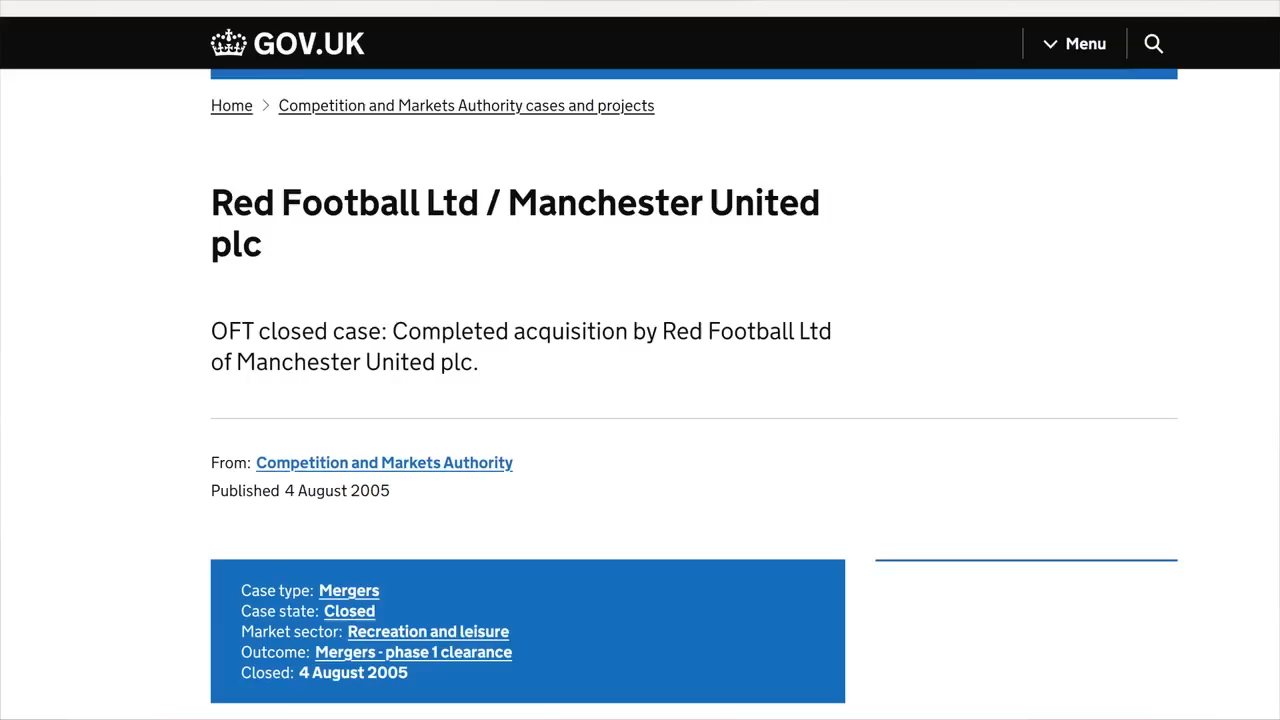 GOV.UK
Menu
Home
Competition and Markets Authority cases and projects
Red Football Ltd / Manchester United
plc
OFT closed case: Completed acquisition by Red Football Ltd
of Manchester United plc.
From: Competition and Markets Authority
Published 4 August 2005
Case type: Mergers
Case state: Closed
Market sector: Recreation and leisure
Outcome: Mergers - phase 1 clearance
Closed: 4 August 2005